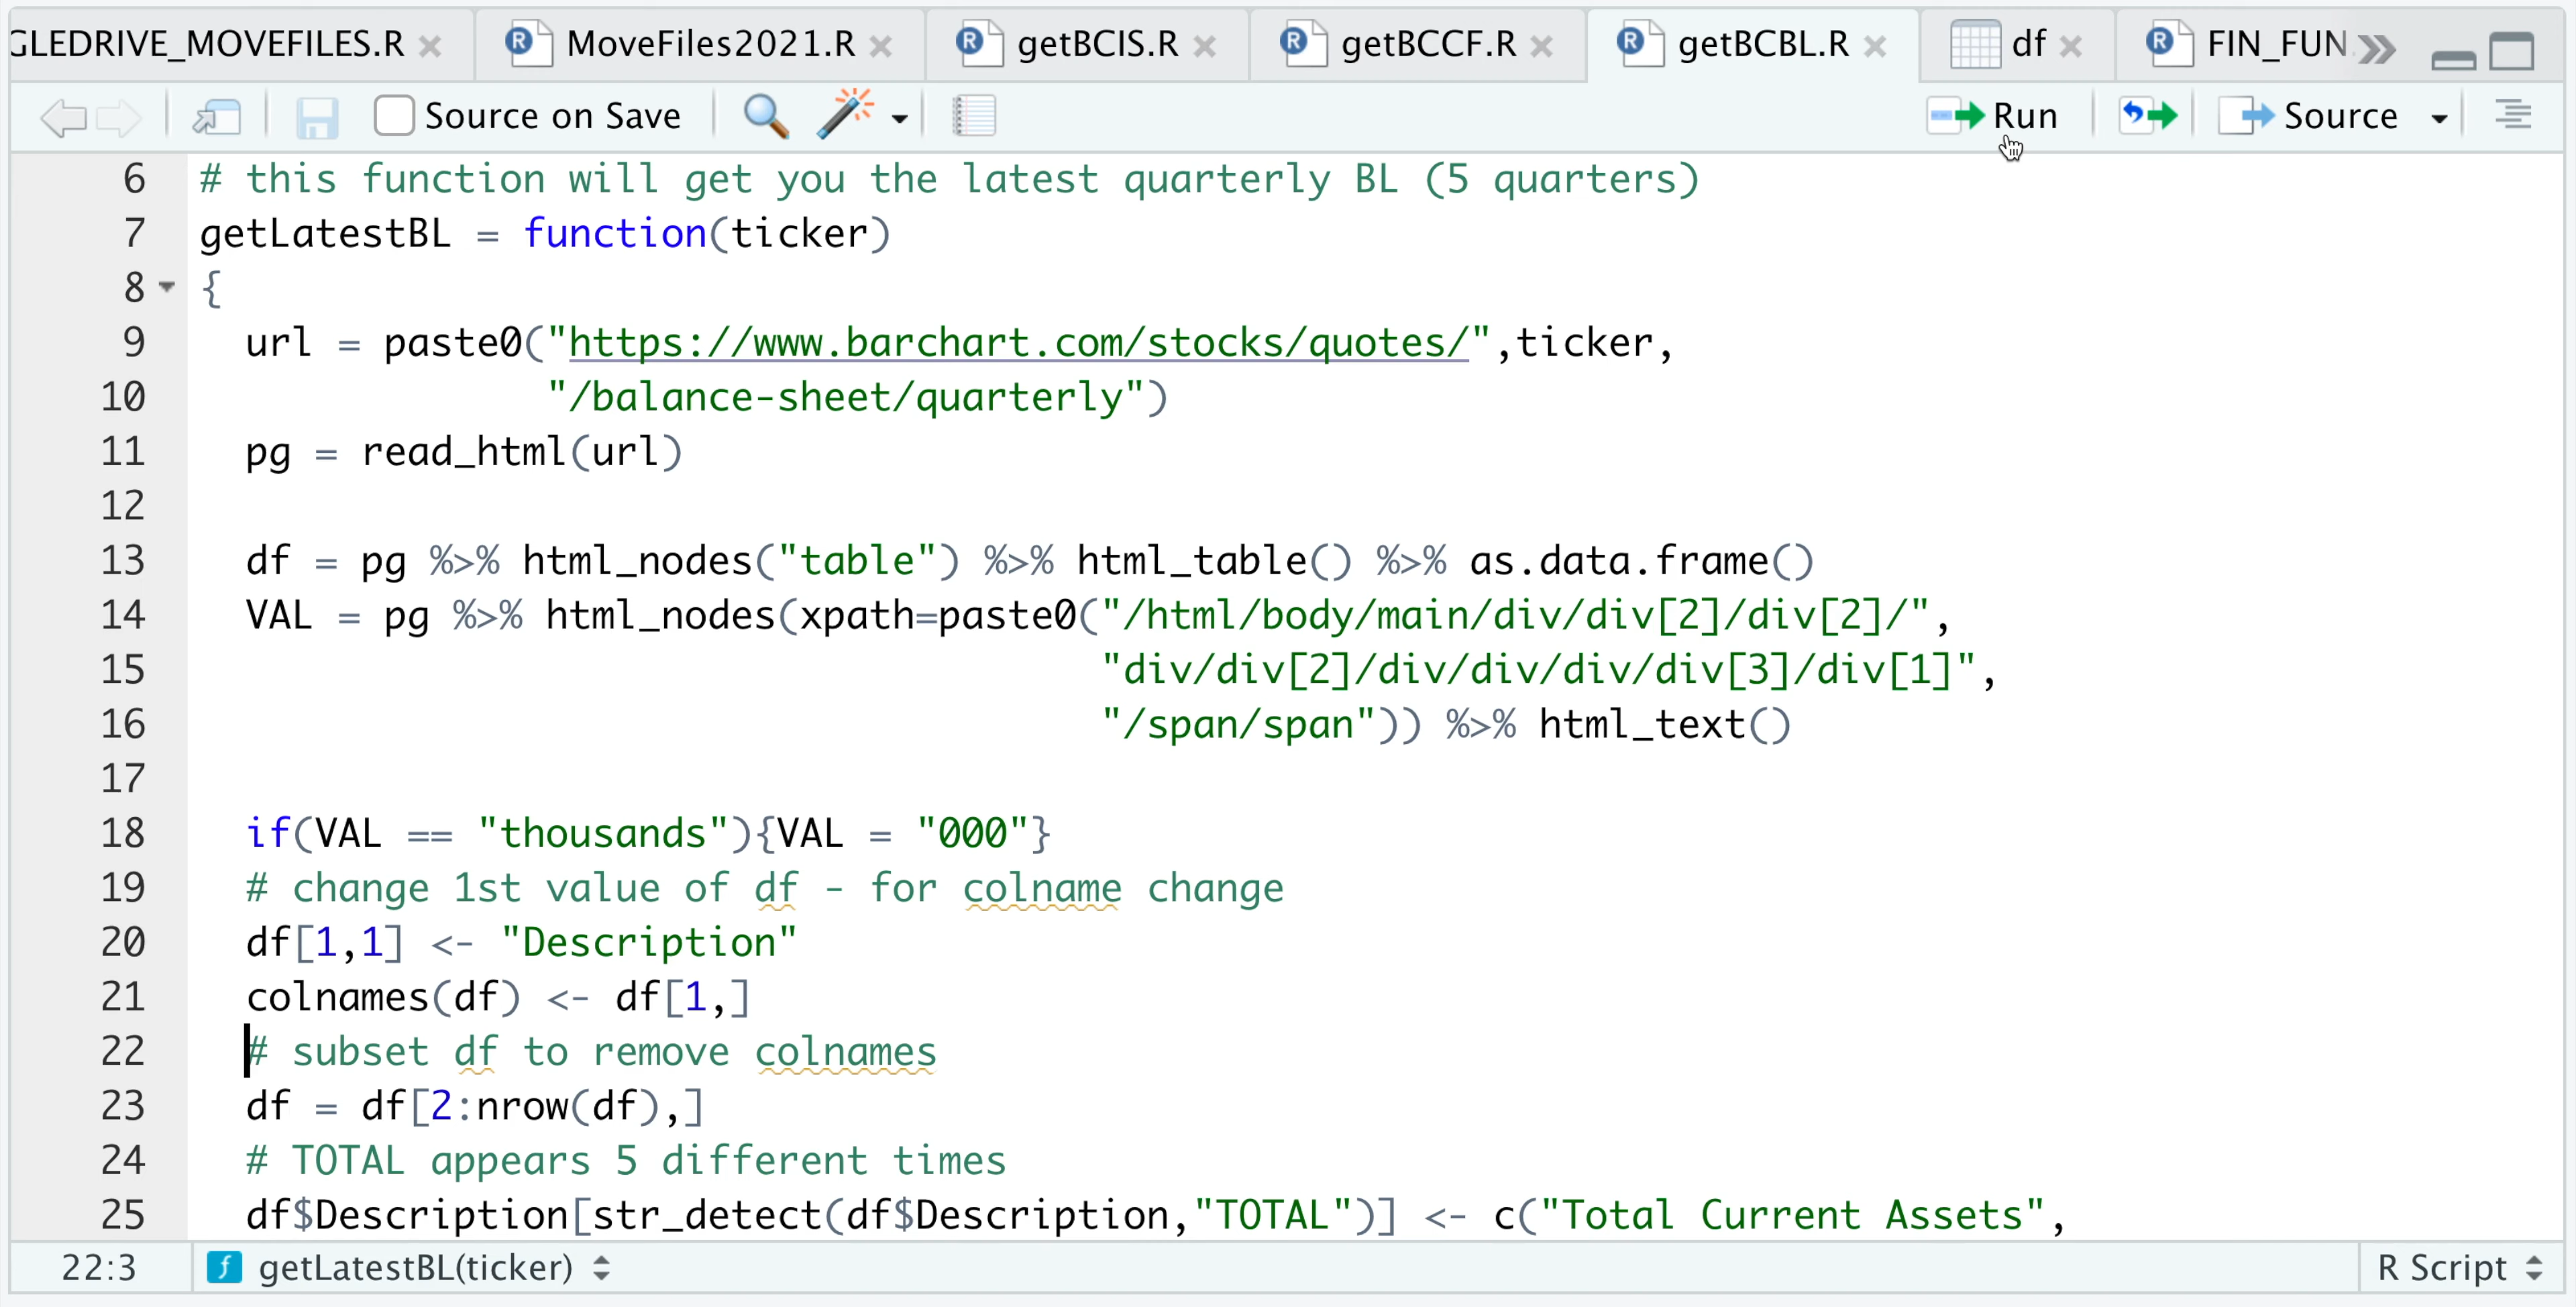 GLEDRIVE_MOVEFILES.R MoveFiles2021.R getBCIS.R getBCCF.R getBCBL.R df FIN_FUN
Source on Save Run Source
6 # this function will get you the latest quarterly BL (5 quarters)
7 getLatestBL = function(ticker)
8 {
9 url = paste0("https://www.barchart.com/stocks/quotes/",ticker,
10 "/balance-sheet/quarterly")
11 pg = read_html(url)
12
13 df = pg %>% html_nodes("table") %>% html_table() %>% as.data.frame()
14 VAL = pg %>% html_nodes(xpath=paste0("/html/body/main/div/div[2]/div[2]/",
15 "div/div[2]/div/div/div/div[3]/div[1]",
16 "/span/span")) %>% html_text()
17
18 if(VAL == "thousands"){VAL = "000"}
19 # change 1st value of df - for colname change
20 df[1,1] <- "Description"
21 colnames(df) <- df[1,]
22 # subset df to remove colnames
23 df = df[2:nrow(df),]
24 # TOTAL appears 5 different times
25 df$Description[str_detect(df$Description,"TOTAL")] <- c("Total Current Assets",
22:3 getLatestBL(ticker) R Script